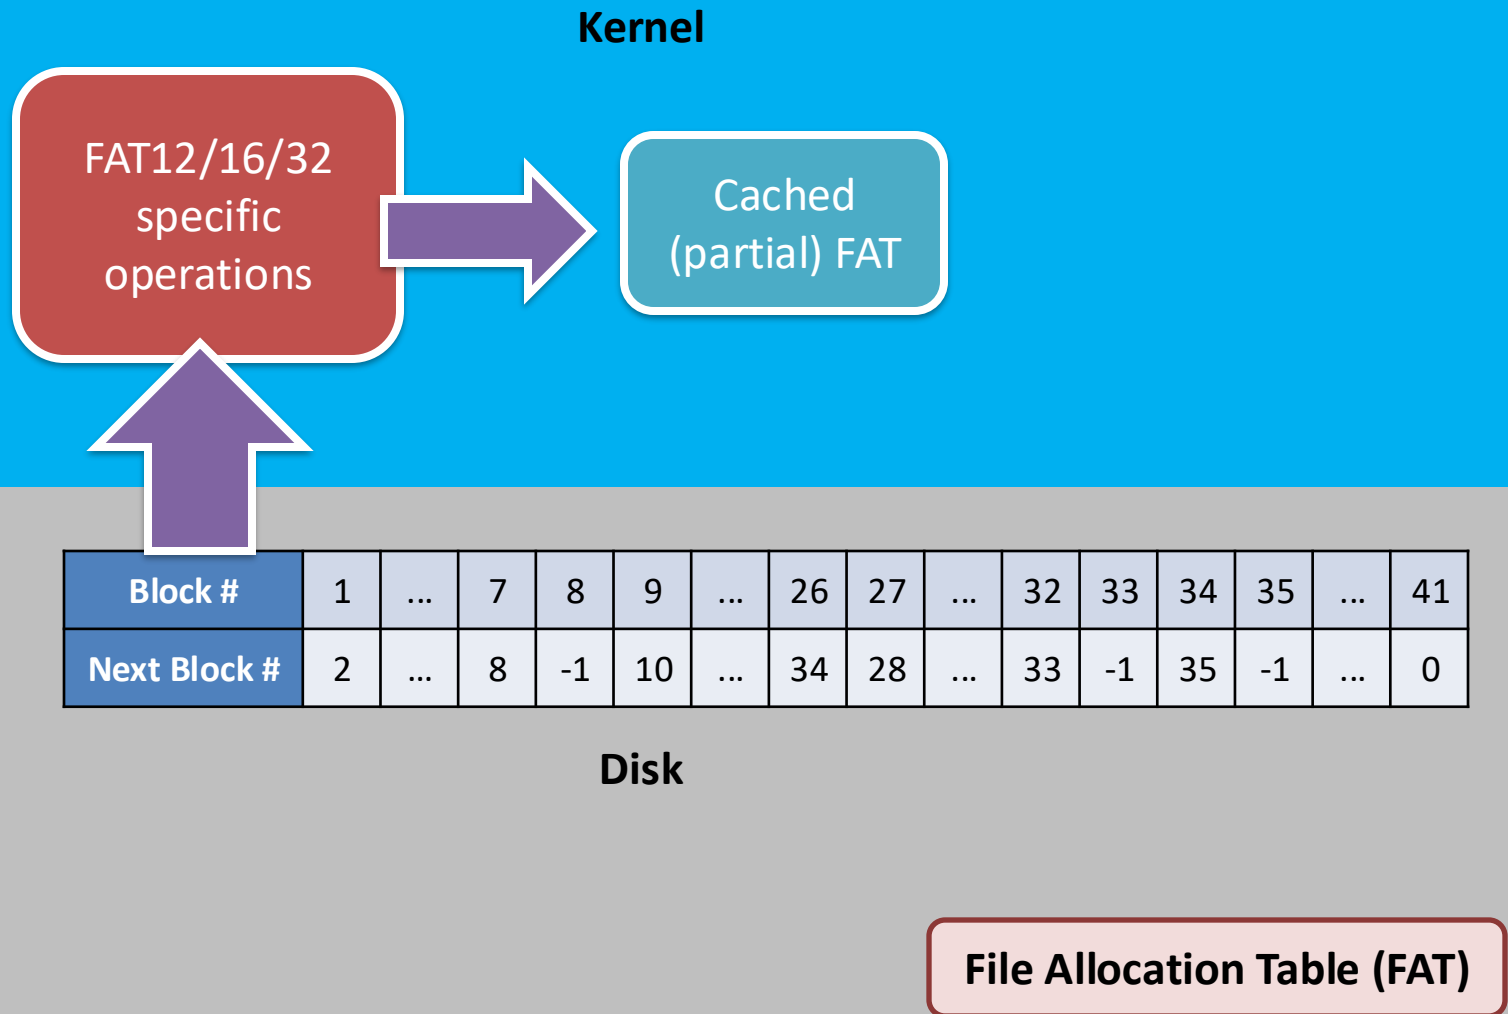 Kernel
FAT12/16/32
specific
operations
Cached
(partial) FAT
Block # 1 ... 7 8 9 ... 26 27 ... 32 33 34 35 ... 41
Next Block # 2 ... 8 -1 10 ... 34 28 ... 33 -1 35 -1 ... 0
Disk
File Allocation Table (FAT)